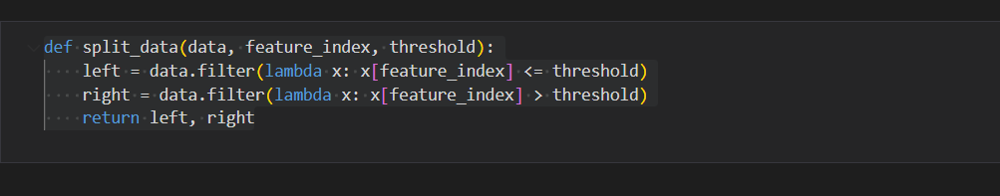 def split_data(data, feature_index, threshold):
    left = data.filter(lambda x: x[feature_index] <= threshold)
    right = data.filter(lambda x: x[feature_index] > threshold)
    return left, right